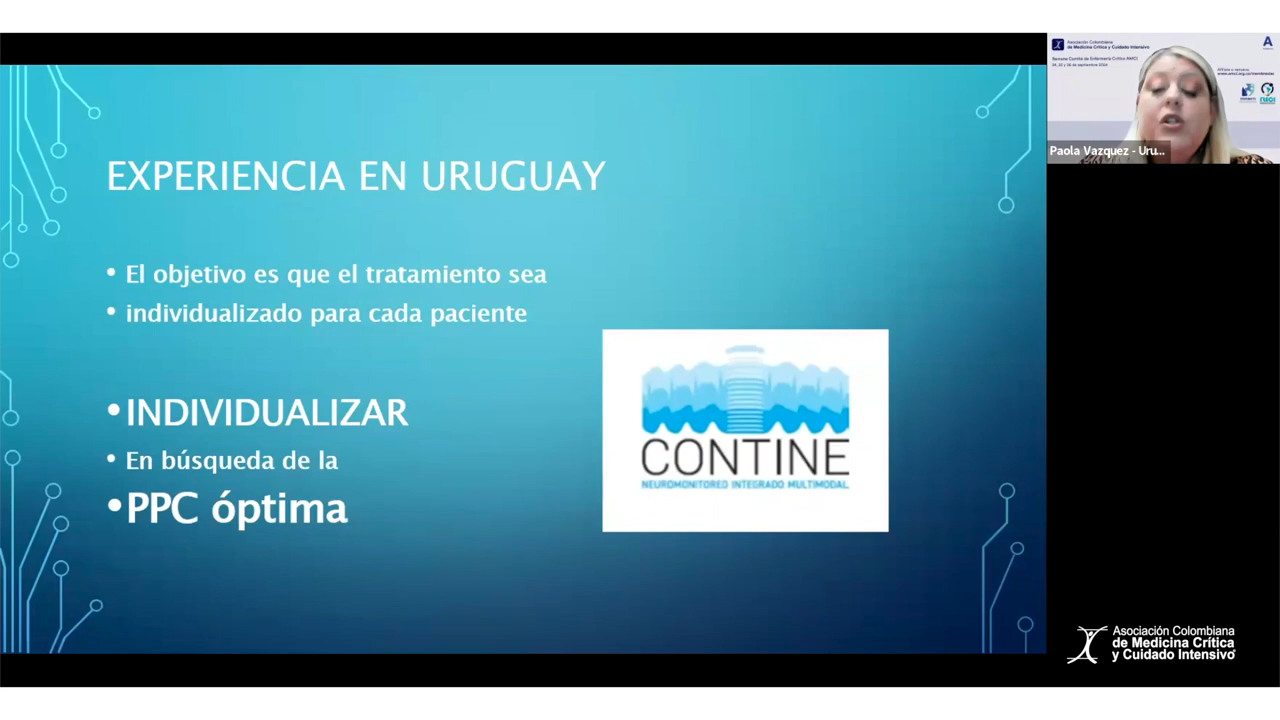 EXPERIENCIA EN URUGUAY
• El objetivo es que el tratamiento sea
• individualizado para cada paciente
• INDIVIDUALIZAR
• En búsqueda de la
• PPC óptima
CONTINE
NEUROMONITOREO INTEGRADO MULTIMODAL
Asociación Colombiana
de Medicina Crítica y Cuidado Intensivo
Paola Vazquez - Uru...
Asociación Colombiana
de Medicina Crítica
y Cuidado Intensivo